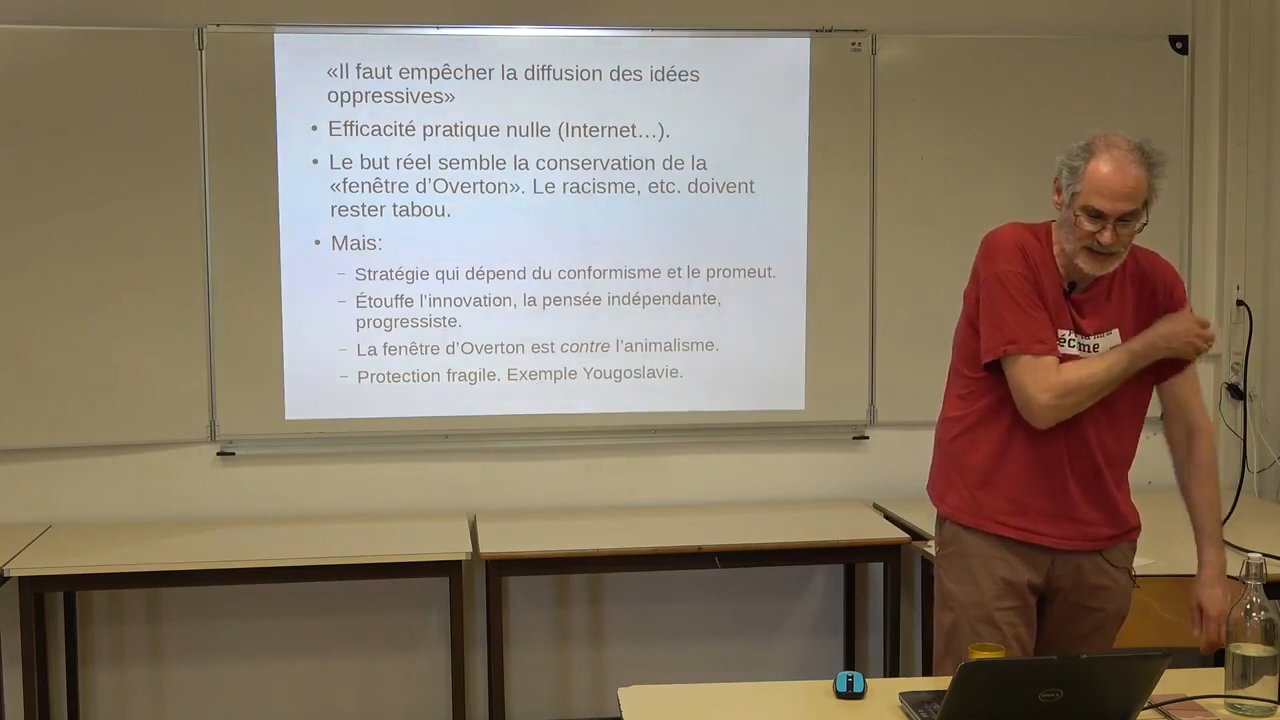 «Il faut empêcher la diffusion des idées
oppressives»
• Efficacité pratique nulle (Internet…).
• Le but réel semble la conservation de la
«fenêtre d’Overton». Le racisme, etc. doivent
rester tabou.
• Mais:
– Stratégie qui dépend du conformisme et le promeut.
– Étouffe l’innovation, la pensée indépendante,
progressiste.
– La fenêtre d’Overton est contre l’animalisme.
– Protection fragile. Exemple Yougoslavie.
DELL